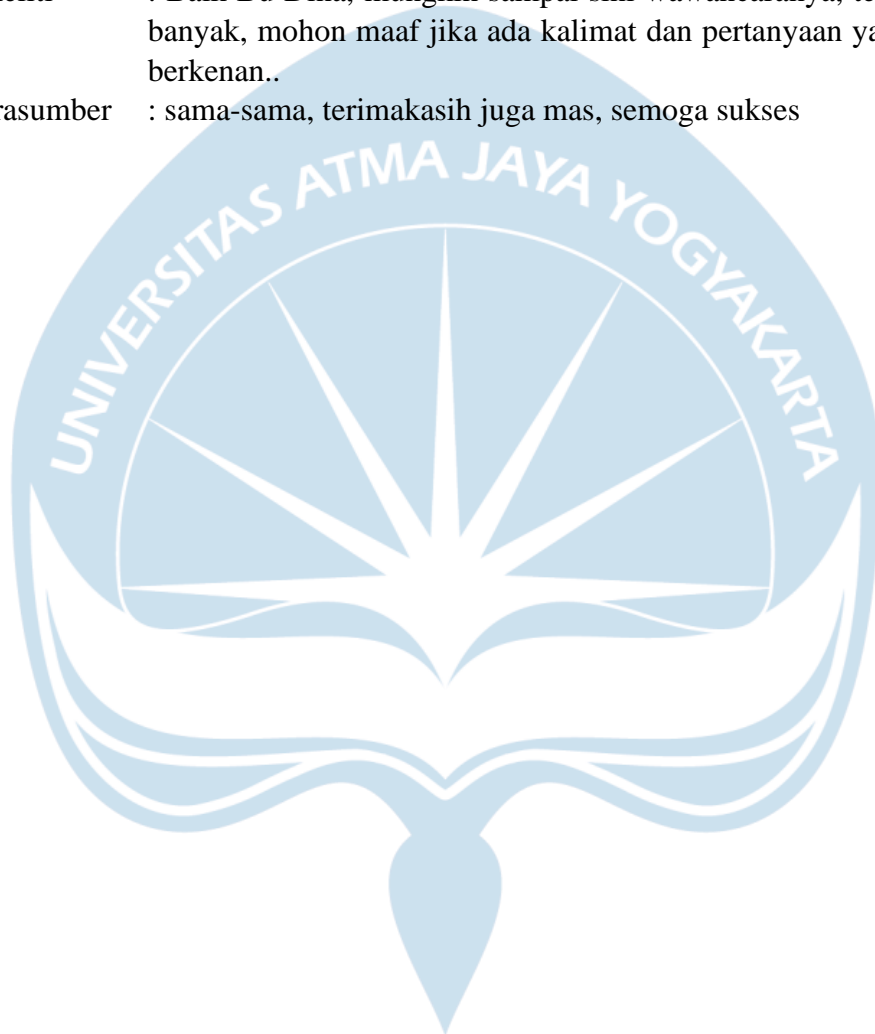 : Baik Bu Dina, mungkin sampai sini wawancaranya,
banyak, mohon maaf jika ada kalimat dan pertanyaan ya
berkenan..
rasumber : sama-sama, terimakasih juga mas, semoga sukses
UNIVERSITAS ATMA JAYA YOGYAKARTA